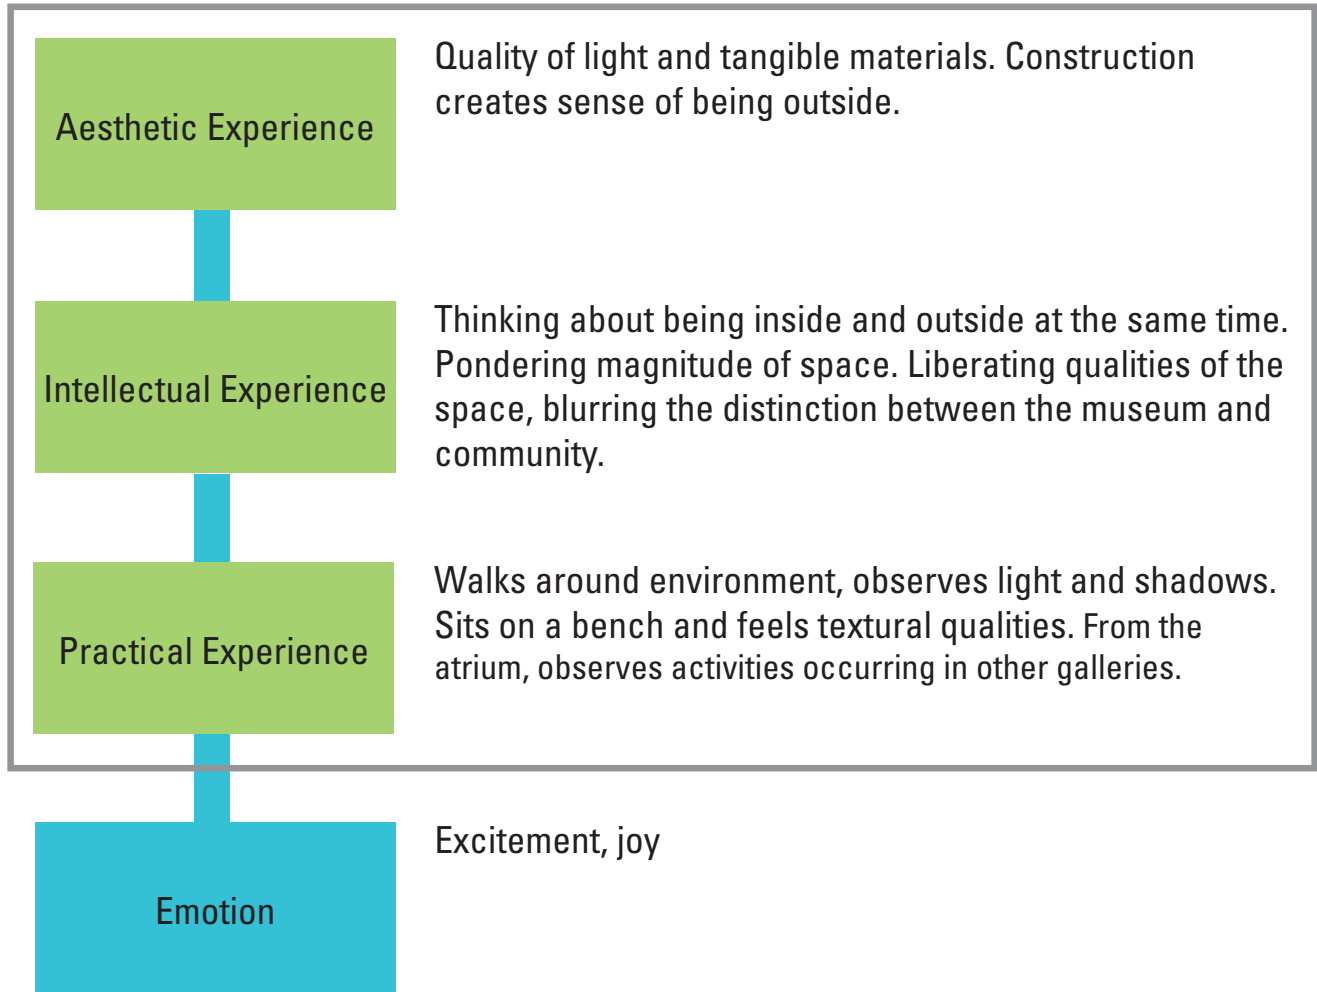 Aesthetic Experience
Quality of light and tangible materials. Construction
creates sense of being outside.
Intellectual Experience
Thinking about being inside and outside at the same time.
Pondering magnitude of space. Liberating qualities of the
space, blurring the distinction between the museum and
community.
Practical Experience
Walks around environment, observes light and shadows.
Sits on a bench and feels textural qualities. From the
atrium, observes activities occurring in other galleries.
Emotion
Excitement, joy